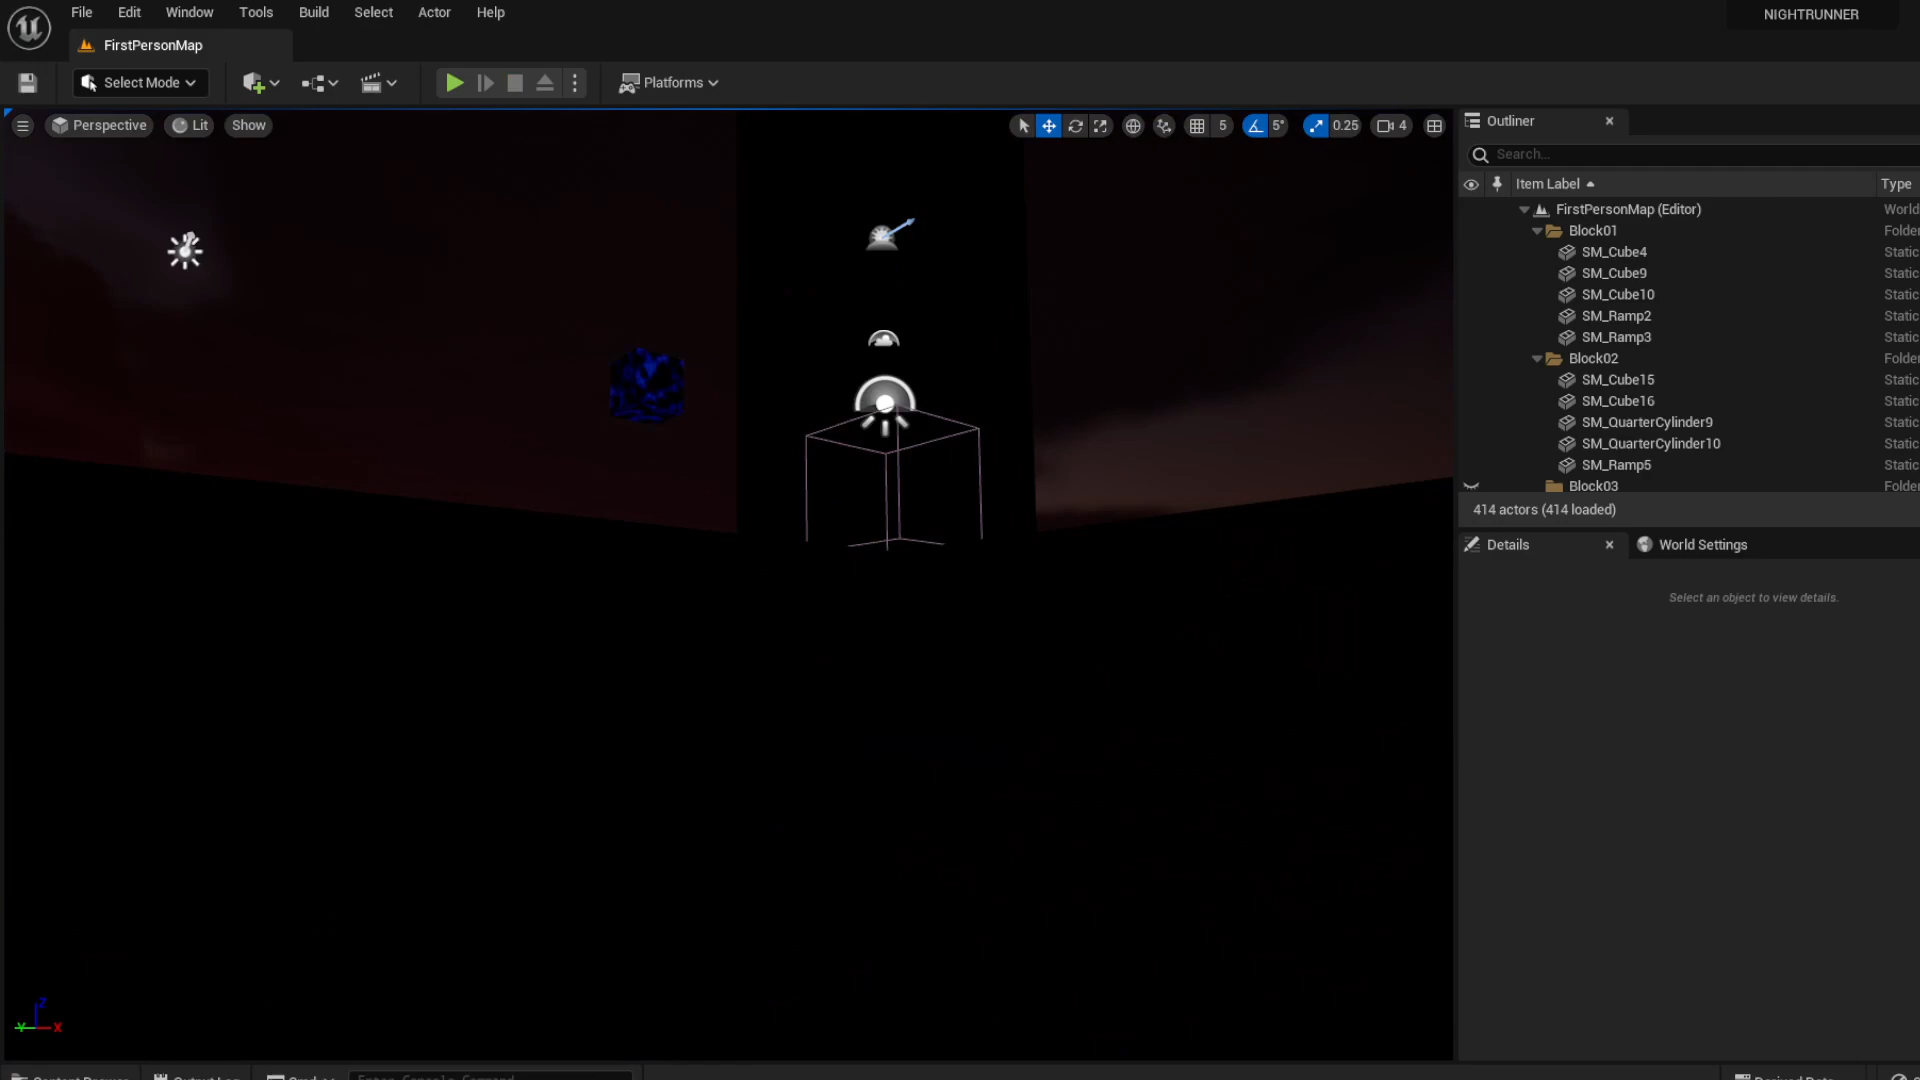 File Edit Window Tools Build Select Actor Help
NIGHTRUNNER
FirstPersonMap
Select Mode
Platforms
Perspective Lit Show
5 5° 0.25 4
Outliner
Search...
Item Label Type
FirstPersonMap (Editor) World
Block01 Folder
SM_Cube4 Static
SM_Cube9 Static
SM_Cube10 Static
SM_Ramp2 Static
SM_Ramp3 Static
Block02 Folder
SM_Cube15 Static
SM_Cube16 Static
SM_QuarterCylinder9 Static
SM_QuarterCylinder10 Static
SM_Ramp5 Static
Block03 Folder
414 actors (414 loaded)
Details World Settings
Select an object to view details.
Z
Y X
Enter Console Command